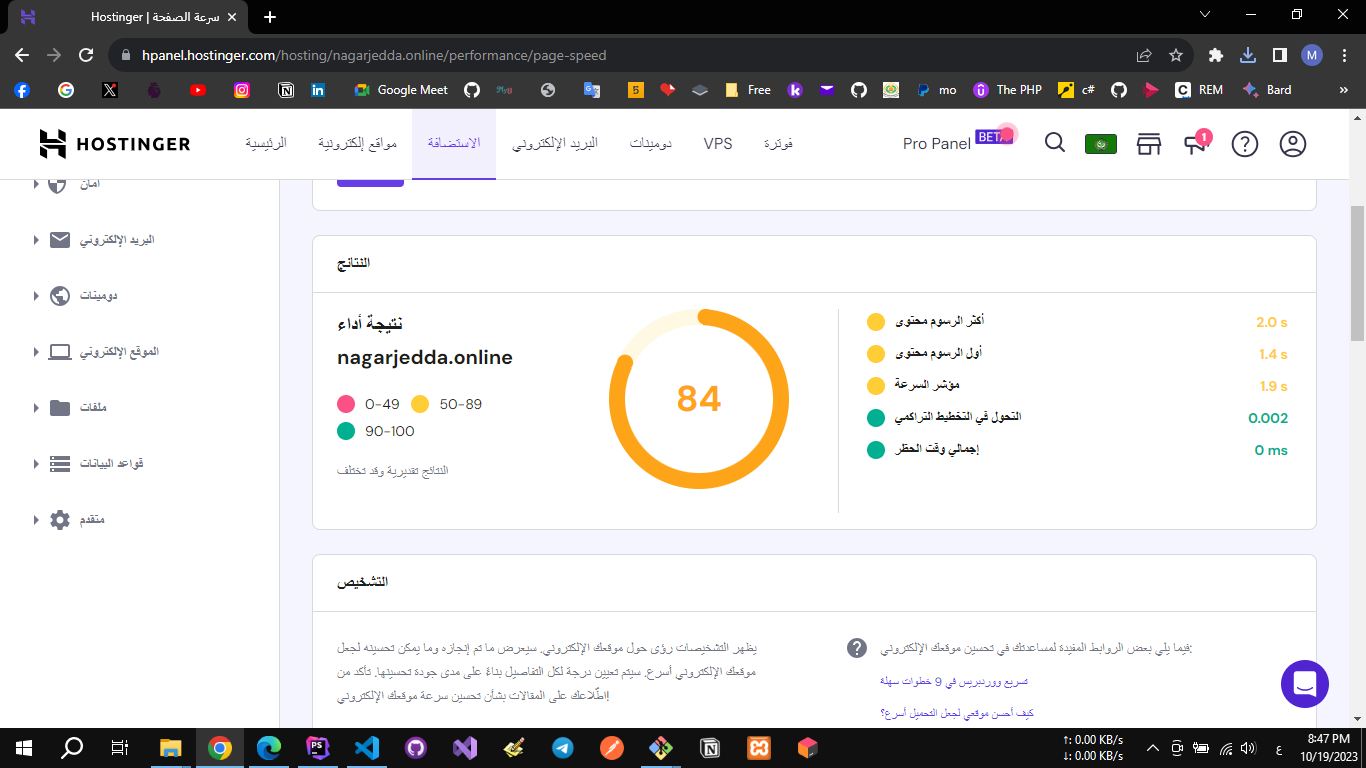 Hostinger | سرعة الصفحة
hpanel.hostinger.com/hosting/nagarjedda.online/performance/page-speed
M
Google Meet
5
Free
mo
The PHP
c#
REM
Bard
HOSTINGER
الرئيسية
مواقع إلكترونية
الاستضافة
البريد الإلكتروني
دومينات
VPS
فوترة
Pro Panel
BETA
1
أمان
البريد الإلكتروني
دومينات
الموقع الإلكتروني
ملفات
قواعد البيانات
متقدم
النتائج
نتيجة أداء
nagarjedda.online
0-49
50-89
90-100
النتائج تقديرية وقد تختلف
84
أكثر الرسوم محتوى
2.0 s
أول الرسوم محتوى
1.4 s
مؤشر السرعة
1.9 s
التحول في التخطيط التراكمي
0.002
إجمالي وقت الحظر
0 ms
التشخيص
يظهر التشخيصات رؤى حول موقعك الإلكتروني. سيعرض ما تم إنجازه وما يمكن تحسينه لجعل
موقعك الإلكتروني أسرع. سيتم تعيين درجة لكل التفاصيل بناءً على مدى جودة تحسينها. تأكد من
اطّلاعك على المقالات بشأن تحسين سرعة موقعك الإلكتروني!
فيما يلي بعض الروابط المفيدة لمساعدتك في تحسين موقعك الإلكتروني:
تسريع ووردبريس في 9 خطوات سهلة
كيف أحسن موقعي لجعل التحميل أسرع؟
↑: 0.00 KB/s
↓: 0.00 KB/s
ع
8:47 PM
10/19/2023